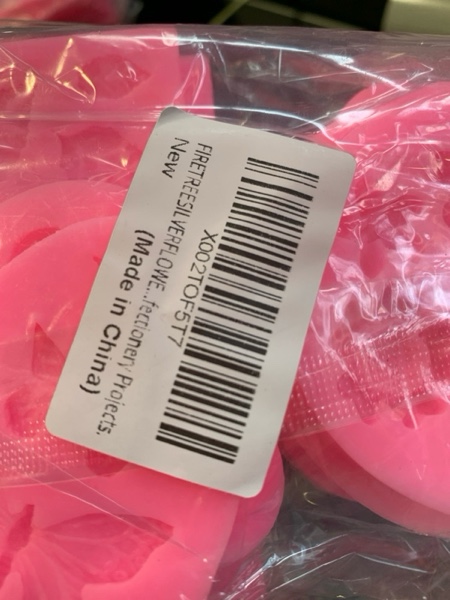 X002TOF5T7
FIRETREESILVERFLOWE...fectionery Projects,
New
(Made in China)